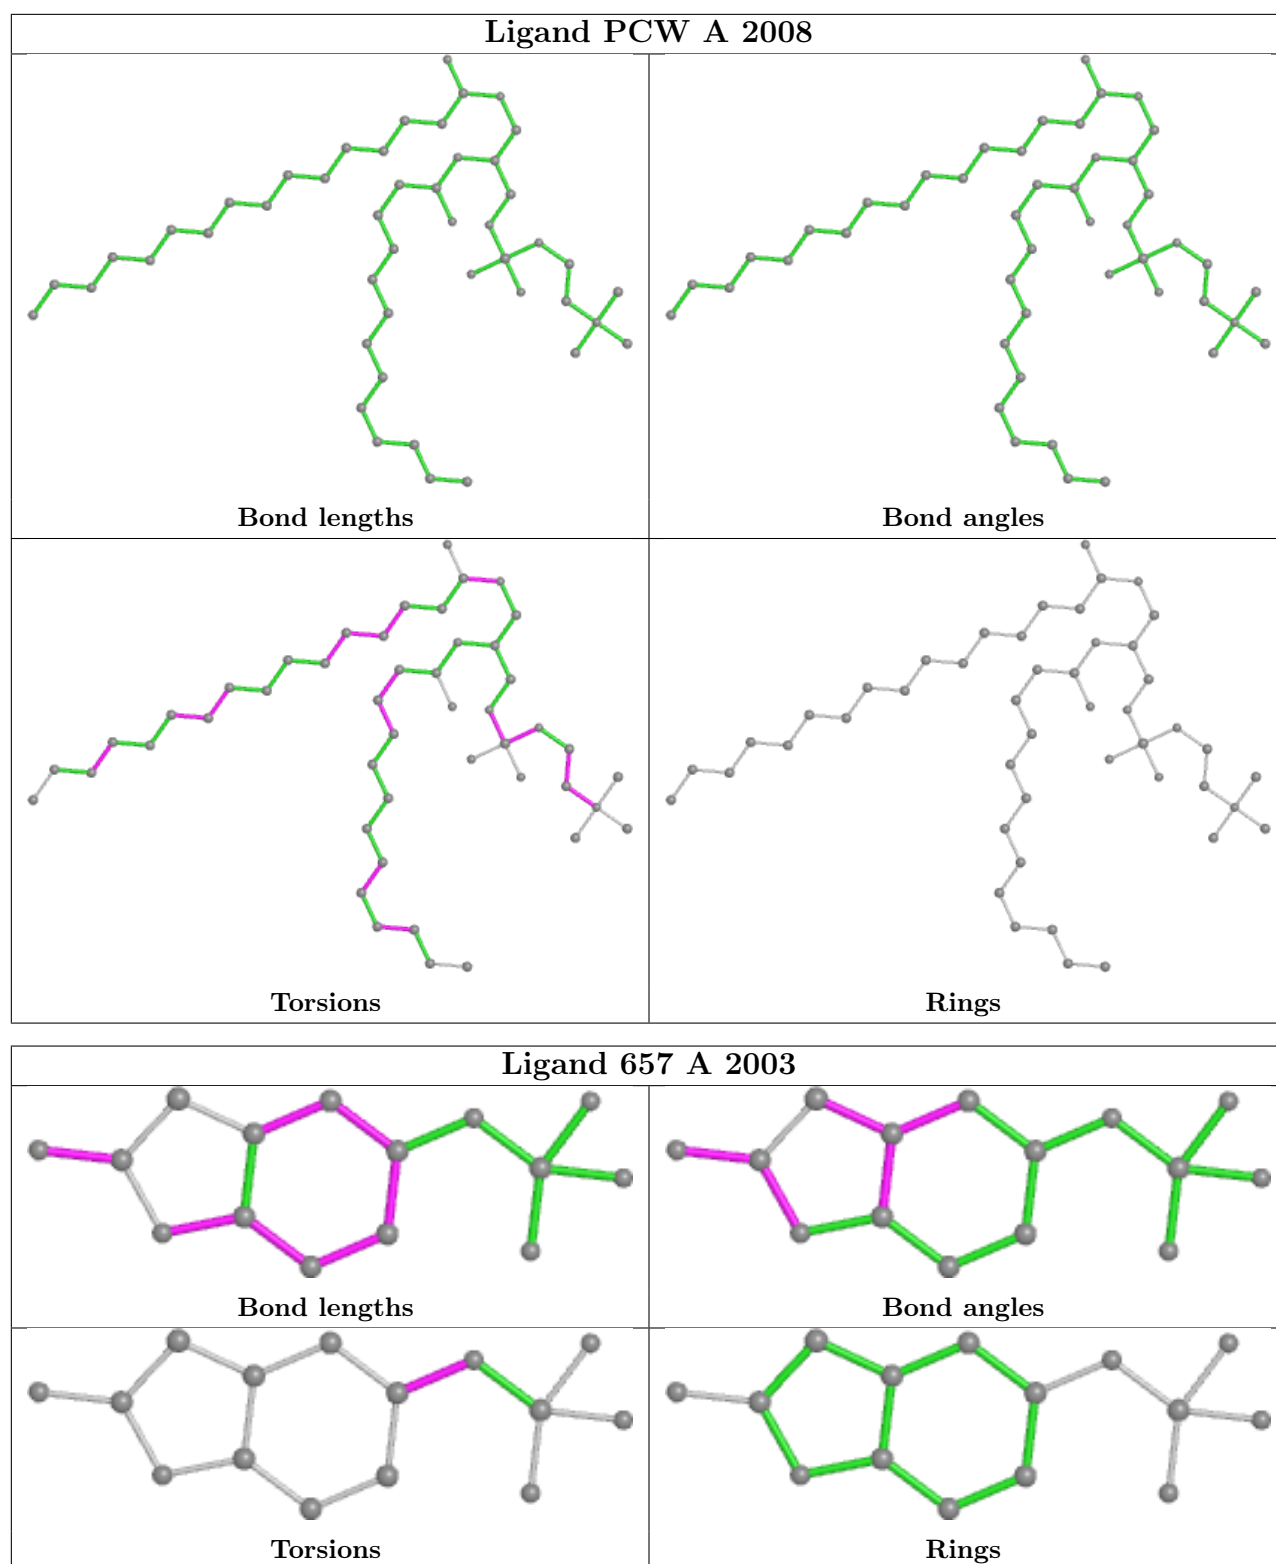 Ligand PCW A 2008
Bond lengths
Bond angles
Torsions
Rings
Ligand 657 A 2003
Bond lengths
Bond angles
Torsions
Rings